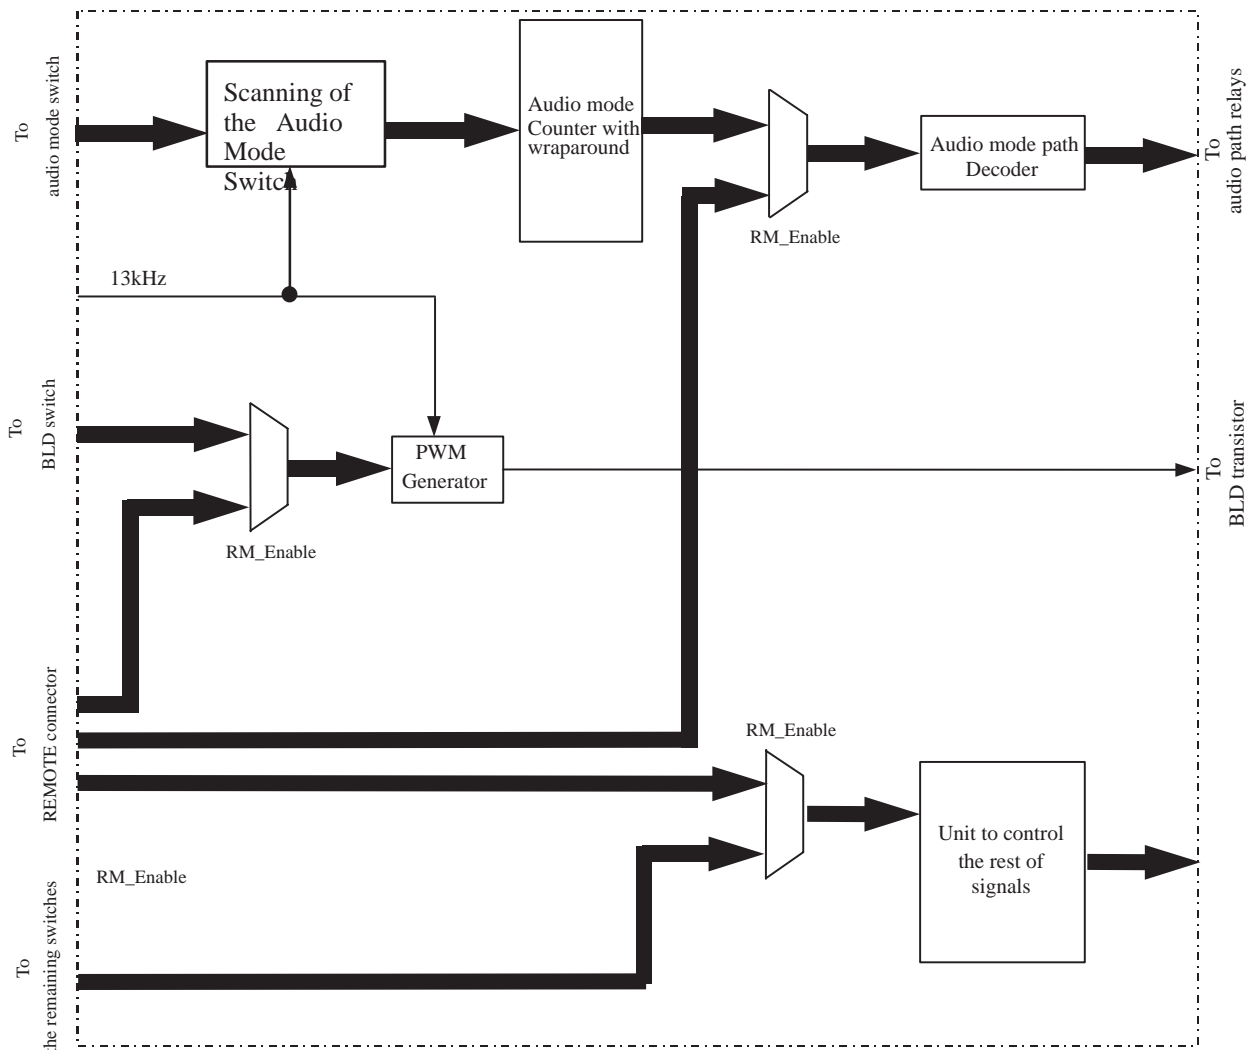 To
audio mode switch
Scanning of
the Audio
Mode
Switch
Audio mode
Counter with
wraparound
RM_Enable
Audio mode path
Decoder
To
audio path relays
13kHz
To
BLD switch
RM_Enable
PWM
Generator
To
BLD transistor
To
REMOTE connector
RM_Enable
Unit to control
the rest of
signals
RM_Enable
To
the remaining switches